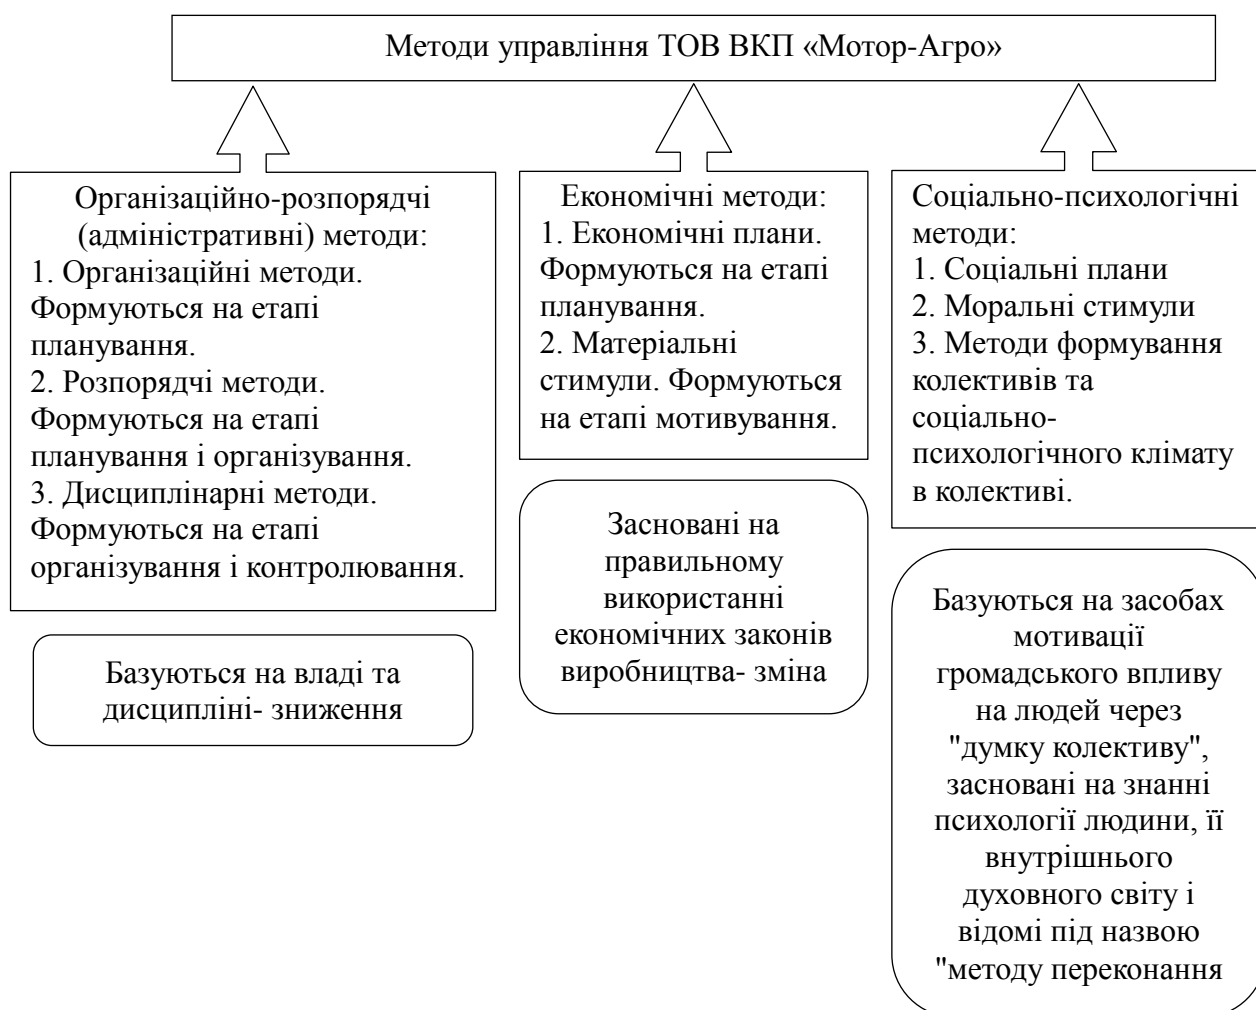 Методи управління ТОВ ВКП «Мотор-Агро»
Організаційно-розпорядчі
(адміністративні) методи:
1. Організаційні методи.
Формуються на етапі
планування.
2. Розпорядчі методи.
Формуються на етапі
планування і організування.
3. Дисциплінарні методи.
Формуються на етапі
організування і контролювання.
Базуються на владі та
дисципліні- зниження
Економічні методи:
1. Економічні плани.
Формуються на етапі
планування.
2. Матеріальні
стимули. Формуються
на етапі мотивування.
Засновані на
правильному
використанні
економічних законів
виробництва- зміна
Соціально-психологічні
методи:
1. Соціальні плани
2. Моральні стимули
3. Методи формування
колективів та
соціально-
психологічного клімату
в колективі.
Базуються на засобах
мотивації
громадського впливу
на людей через
"думку колективу",
засновані на знанні
психології людини, її
внутрішнього
духовного світу і
відомі під назвою
"методу переконання